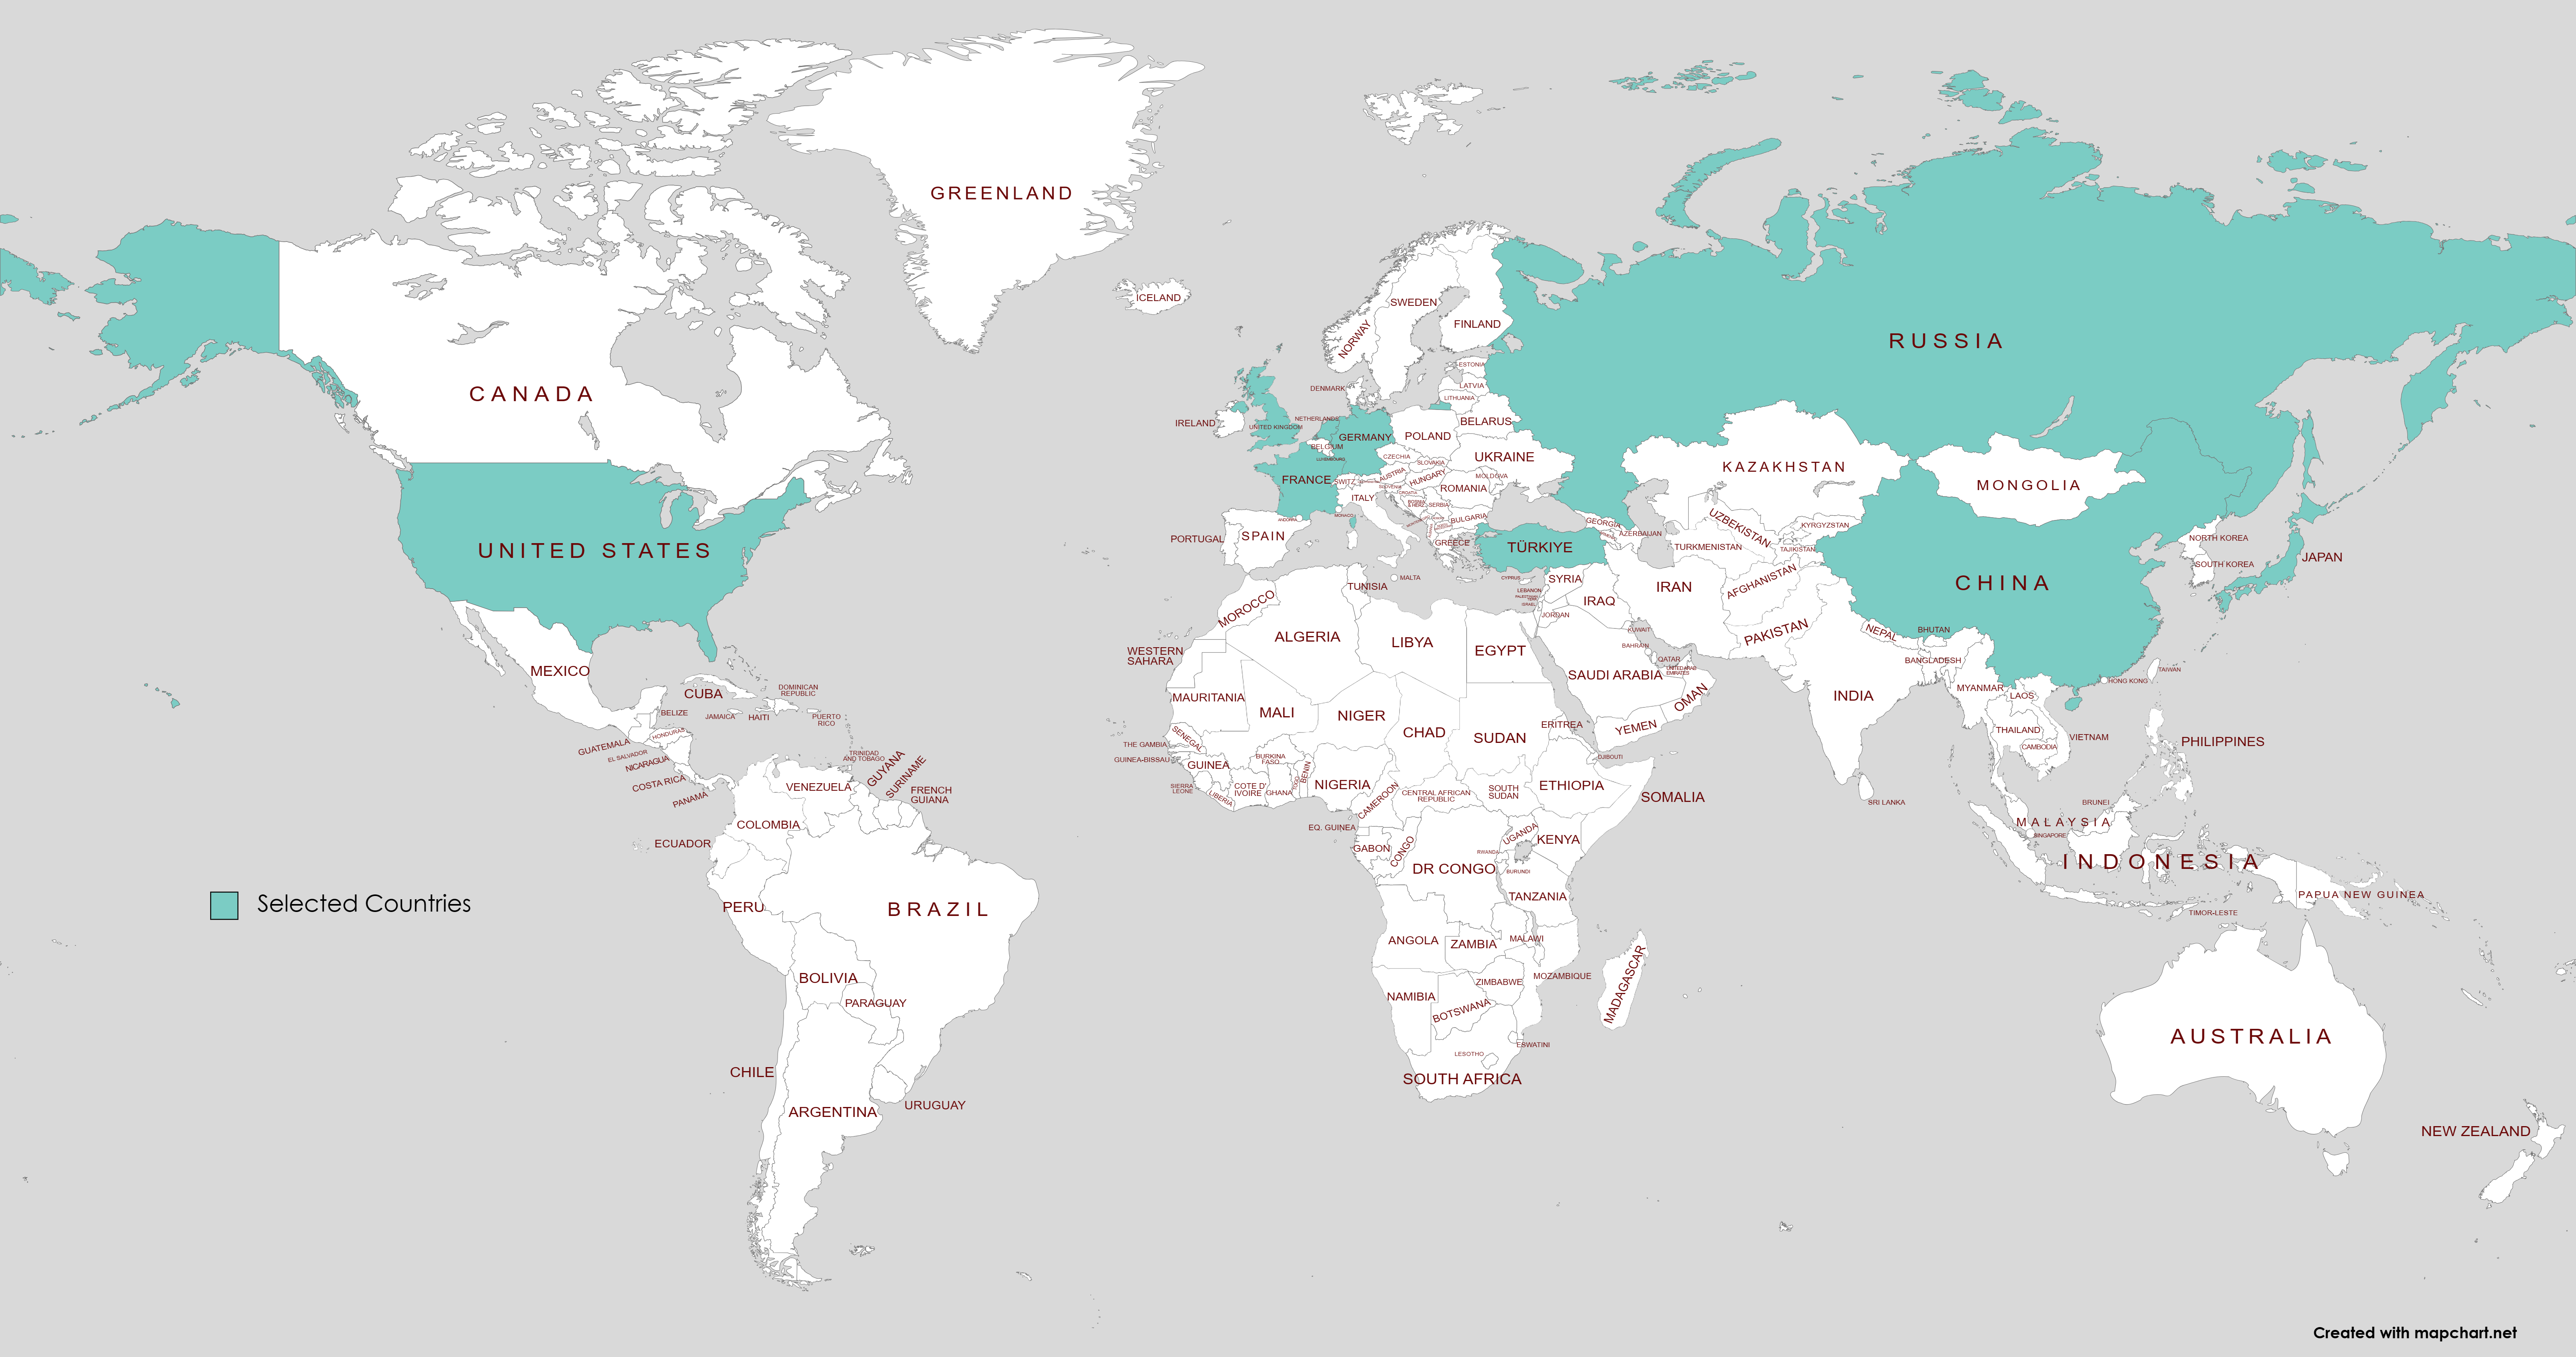 GREENLAND
ICELAND
CANADA
UNITED STATES
MEXICO
CUBA
DOMINICAN
REPUBLIC
BELIZE
JAMAICA
HAITI
PUERTO
RICO
GUATEMALA
HONDURAS
EL SALVADOR
NICARAGUA
COSTA RICA
PANAMA
TRINIDAD
AND TOBAGO
GUYANA
SURINAME
FRENCH
GUIANA
VENEZUELA
COLOMBIA
ECUADOR
PERU
BRAZIL
BOLIVIA
PARAGUAY
CHILE
ARGENTINA
URUGUAY
Selected Countries
NORWAY
SWEDEN
FINLAND
ESTONIA
LATVIA
LITHUANIA
DENMARK
IRELAND
UNITED KINGDOM
NETHERLANDS
BELGIUM
LUXEMBOURG
GERMANY
POLAND
BELARUS
CZECHIA
SLOVAKIA
UKRAINE
FRANCE
SWITZ.
AUSTRIA
HUNGARY
MOLDOVA
SLOVENIA
CROATIA
ROMANIA
ITALY
SERBIA
MONACO
ANDORRA
BULGARIA
PORTUGAL
SPAIN
GREECE
TÜRKIYE
GEORGIA
AZERBAIJAN
MALTA
CYPRUS
SYRIA
LEBANON
ISRAEL
JORDAN
IRAQ
IRAN
KUWAIT
BAHRAIN
QATAR
UNITED ARAB
EMIRATES
SAUDI ARABIA
OMAN
YEMEN
RUSSIA
KAZAKHSTAN
UZBEKISTAN
TURKMENISTAN
KYRGYZSTAN
TAJIKISTAN
AFGHANISTAN
PAKISTAN
MONGOLIA
CHINA
NORTH KOREA
SOUTH KOREA
JAPAN
NEPAL
BHUTAN
BANGLADESH
INDIA
SRI LANKA
MYANMAR
LAOS
THAILAND
CAMBODIA
VIETNAM
HONG KONG
TAIWAN
PHILIPPINES
BRUNEI
MALAYSIA
SINGAPORE
INDONESIA
TIMOR-LESTE
PAPUA NEW GUINEA
AUSTRALIA
NEW ZEALAND
MOROCCO
TUNISIA
ALGERIA
LIBYA
EGYPT
WESTERN
SAHARA
MAURITANIA
MALI
NIGER
CHAD
SUDAN
ERITREA
DJIBOUTI
SENEGAL
THE GAMBIA
GUINEA-BISSAU
GUINEA
SIERRA
LEONE
LIBERIA
COTE D'
IVOIRE
BURKINA
FASO
GHANA
TOGO
BENIN
NIGERIA
CAMEROON
CENTRAL AFRICAN
REPUBLIC
SOUTH
SUDAN
ETHIOPIA
SOMALIA
EQ. GUINEA
GABON
CONGO
DR CONGO
UGANDA
KENYA
RWANDA
BURUNDI
TANZANIA
ANGOLA
ZAMBIA
MALAWI
MOZAMBIQUE
ZIMBABWE
NAMIBIA
BOTSWANA
MADAGASCAR
ESWATINI
LESOTHO
SOUTH AFRICA
Created with mapchart.net